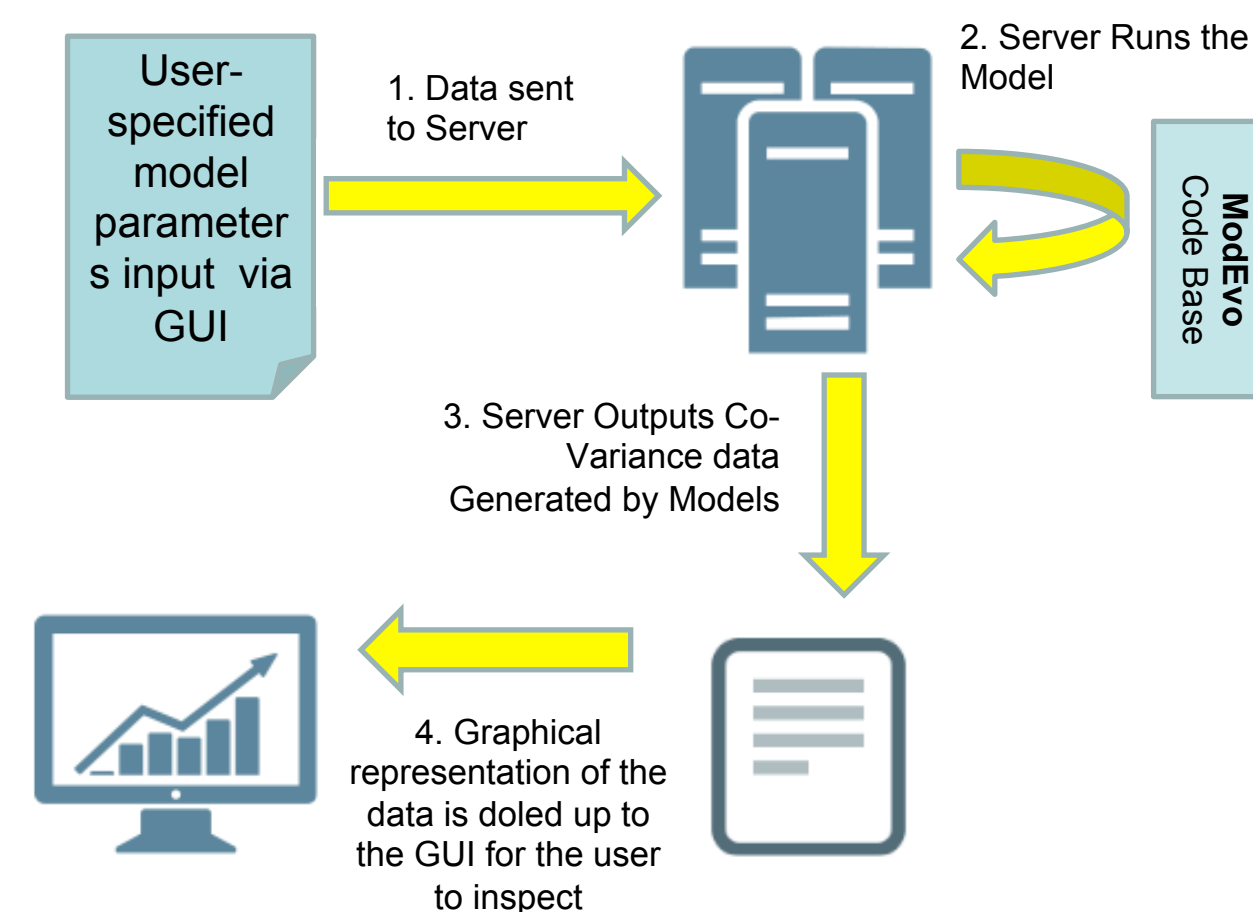 User-
specified
model
parameter
s input via
GUI
1. Data sent
to Server
2. Server Runs the
Model
ModEvo
Code Base
3. Server Outputs Co-
Variance data
Generated by Models
4. Graphical
representation of the
data is doled up to
the GUI for the user
to inspect